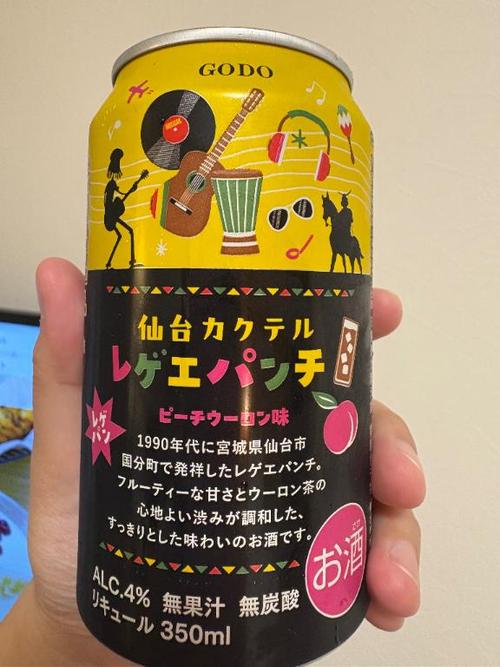 GODO
REGGAE
仙台カクテル
レゲエパンチ
ピーチウーロン味
レゲパン
1990年代に宮城県仙台市
国分町で発祥したレゲエパンチ。
フルーティーな甘さとウーロン茶の
心地よい渋みが調和した、
すっきりとした味わいのお酒です。
さけ
お酒
ALC.4% 無果汁 無炭酸
リキュール 350ml